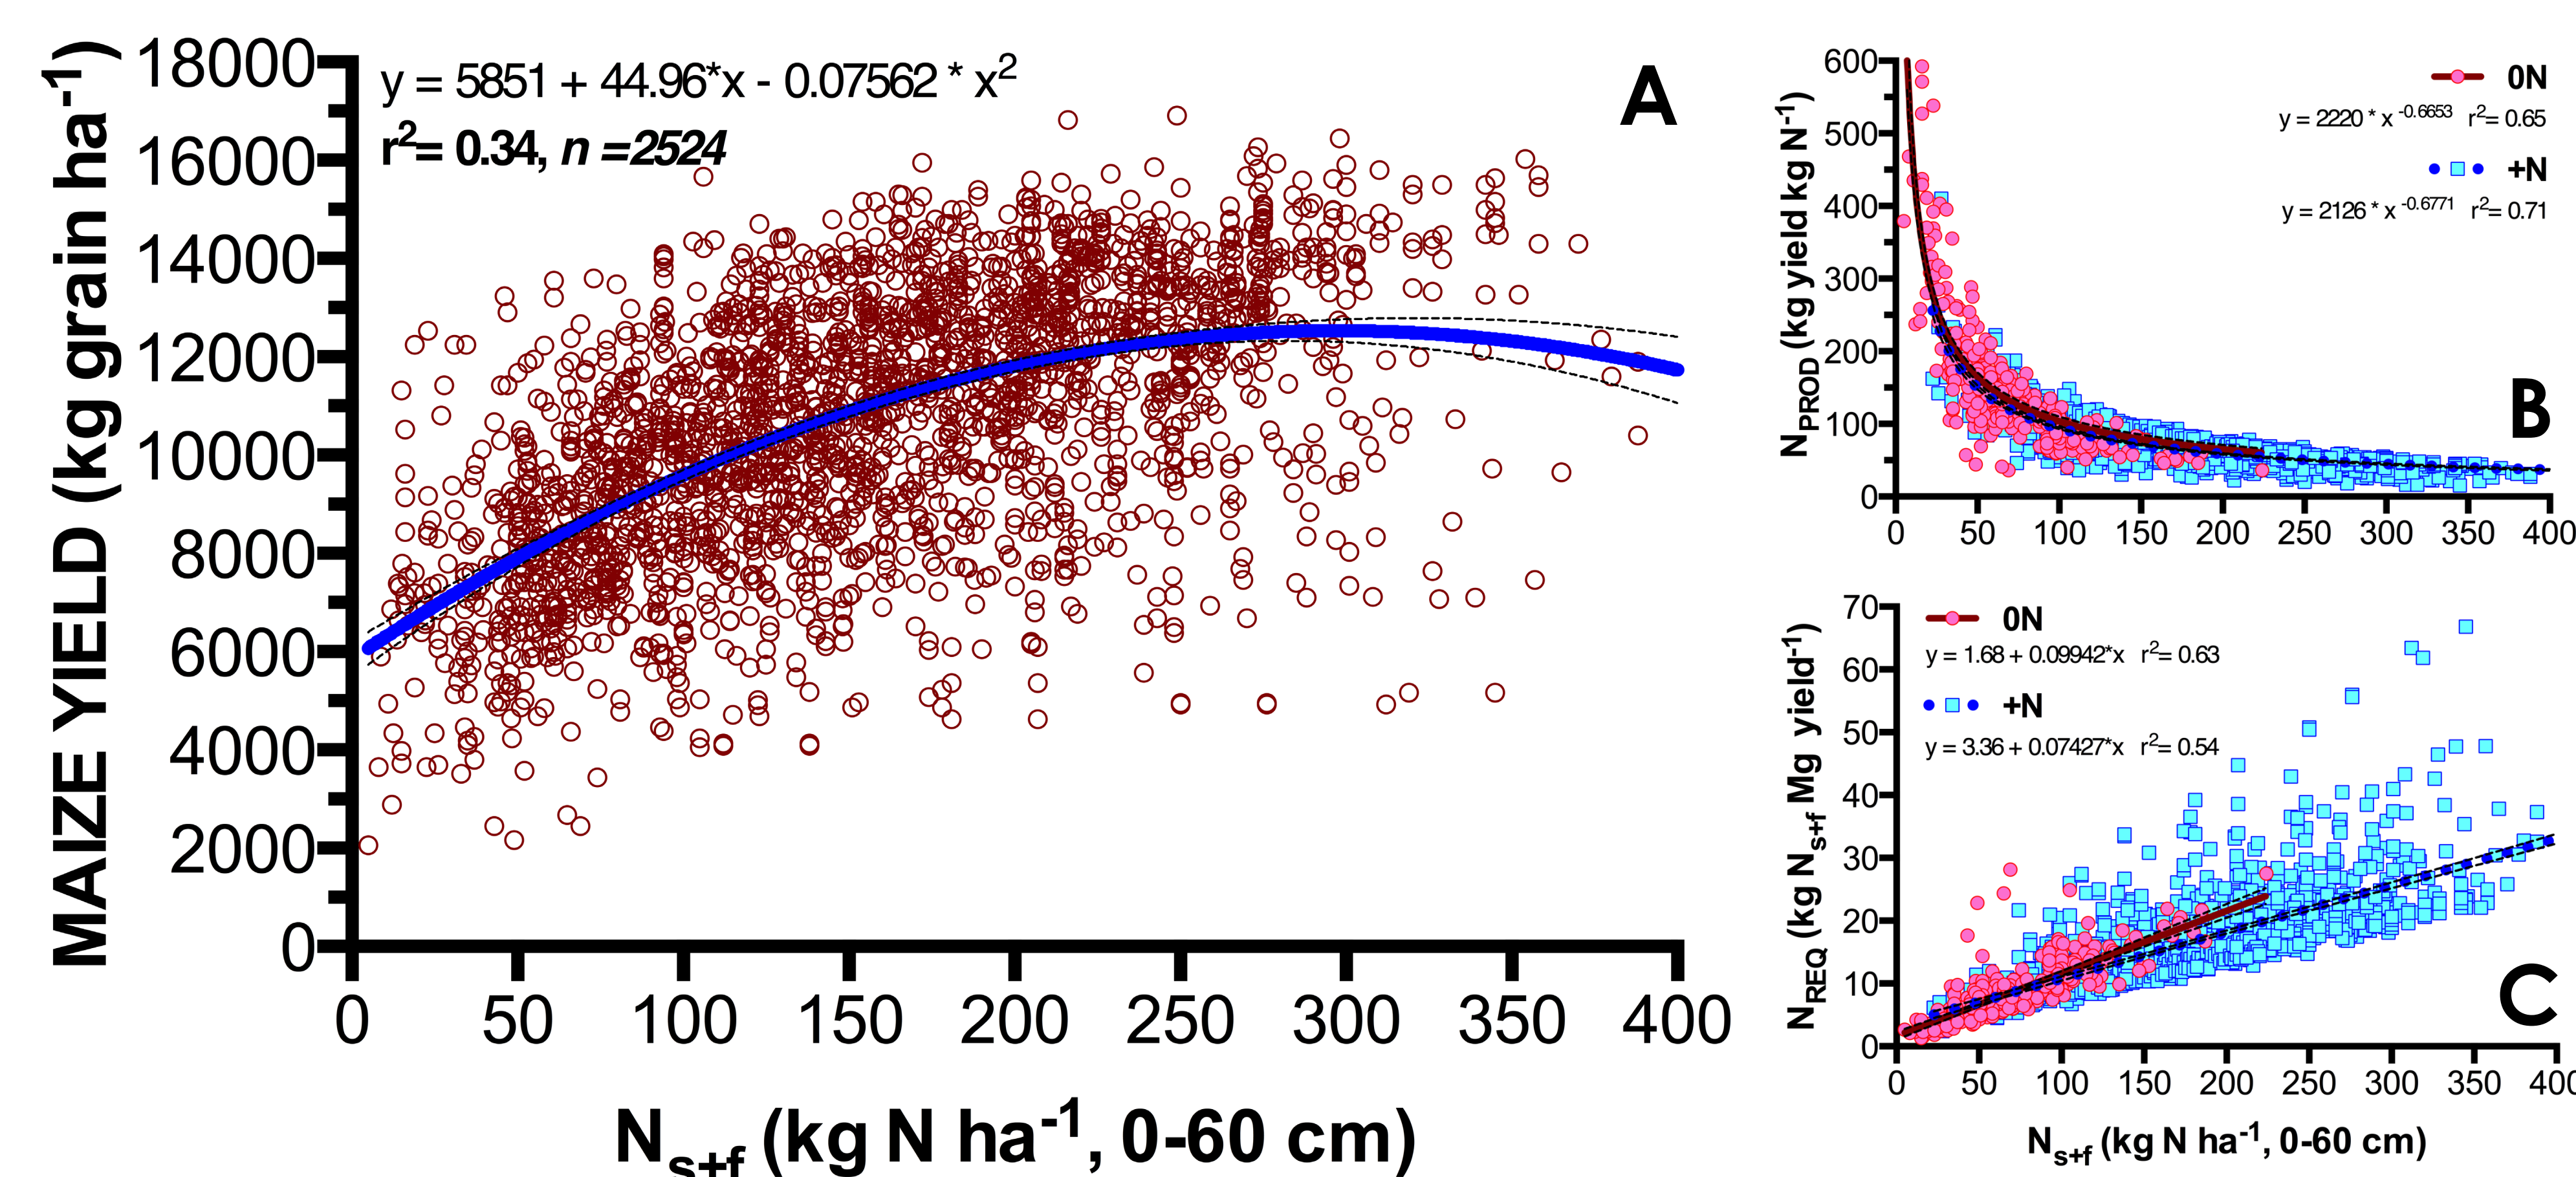 MAIZE YIELD (kg grain ha-1)
18000
16000
14000
12000
10000
8000
6000
4000
2000
0
y = 5851 + 44.96*x - 0.07562 * x2
r2= 0.34, n =2524
A
0 50 100 150 200 250 300 350 400
Ns+f (kg N ha-1, 0-60 cm)
NPROD (kg yield kg N-1)
600
500
400
300
200
100
0
0N
y = 2220 * x -0.6653 r2= 0.65
+N
y = 2126 * x -0.6771 r2= 0.71
B
0 50 100 150 200 250 300 350 400
NREQ (kg Ns+f Mg yield-1)
70
60
50
40
30
20
10
0
0N
y = 1.68 + 0.09942*x r2= 0.63
+N
y = 3.36 + 0.07427*x r2= 0.54
C
0 50 100 150 200 250 300 350 400
Ns+f (kg N ha-1, 0-60 cm)